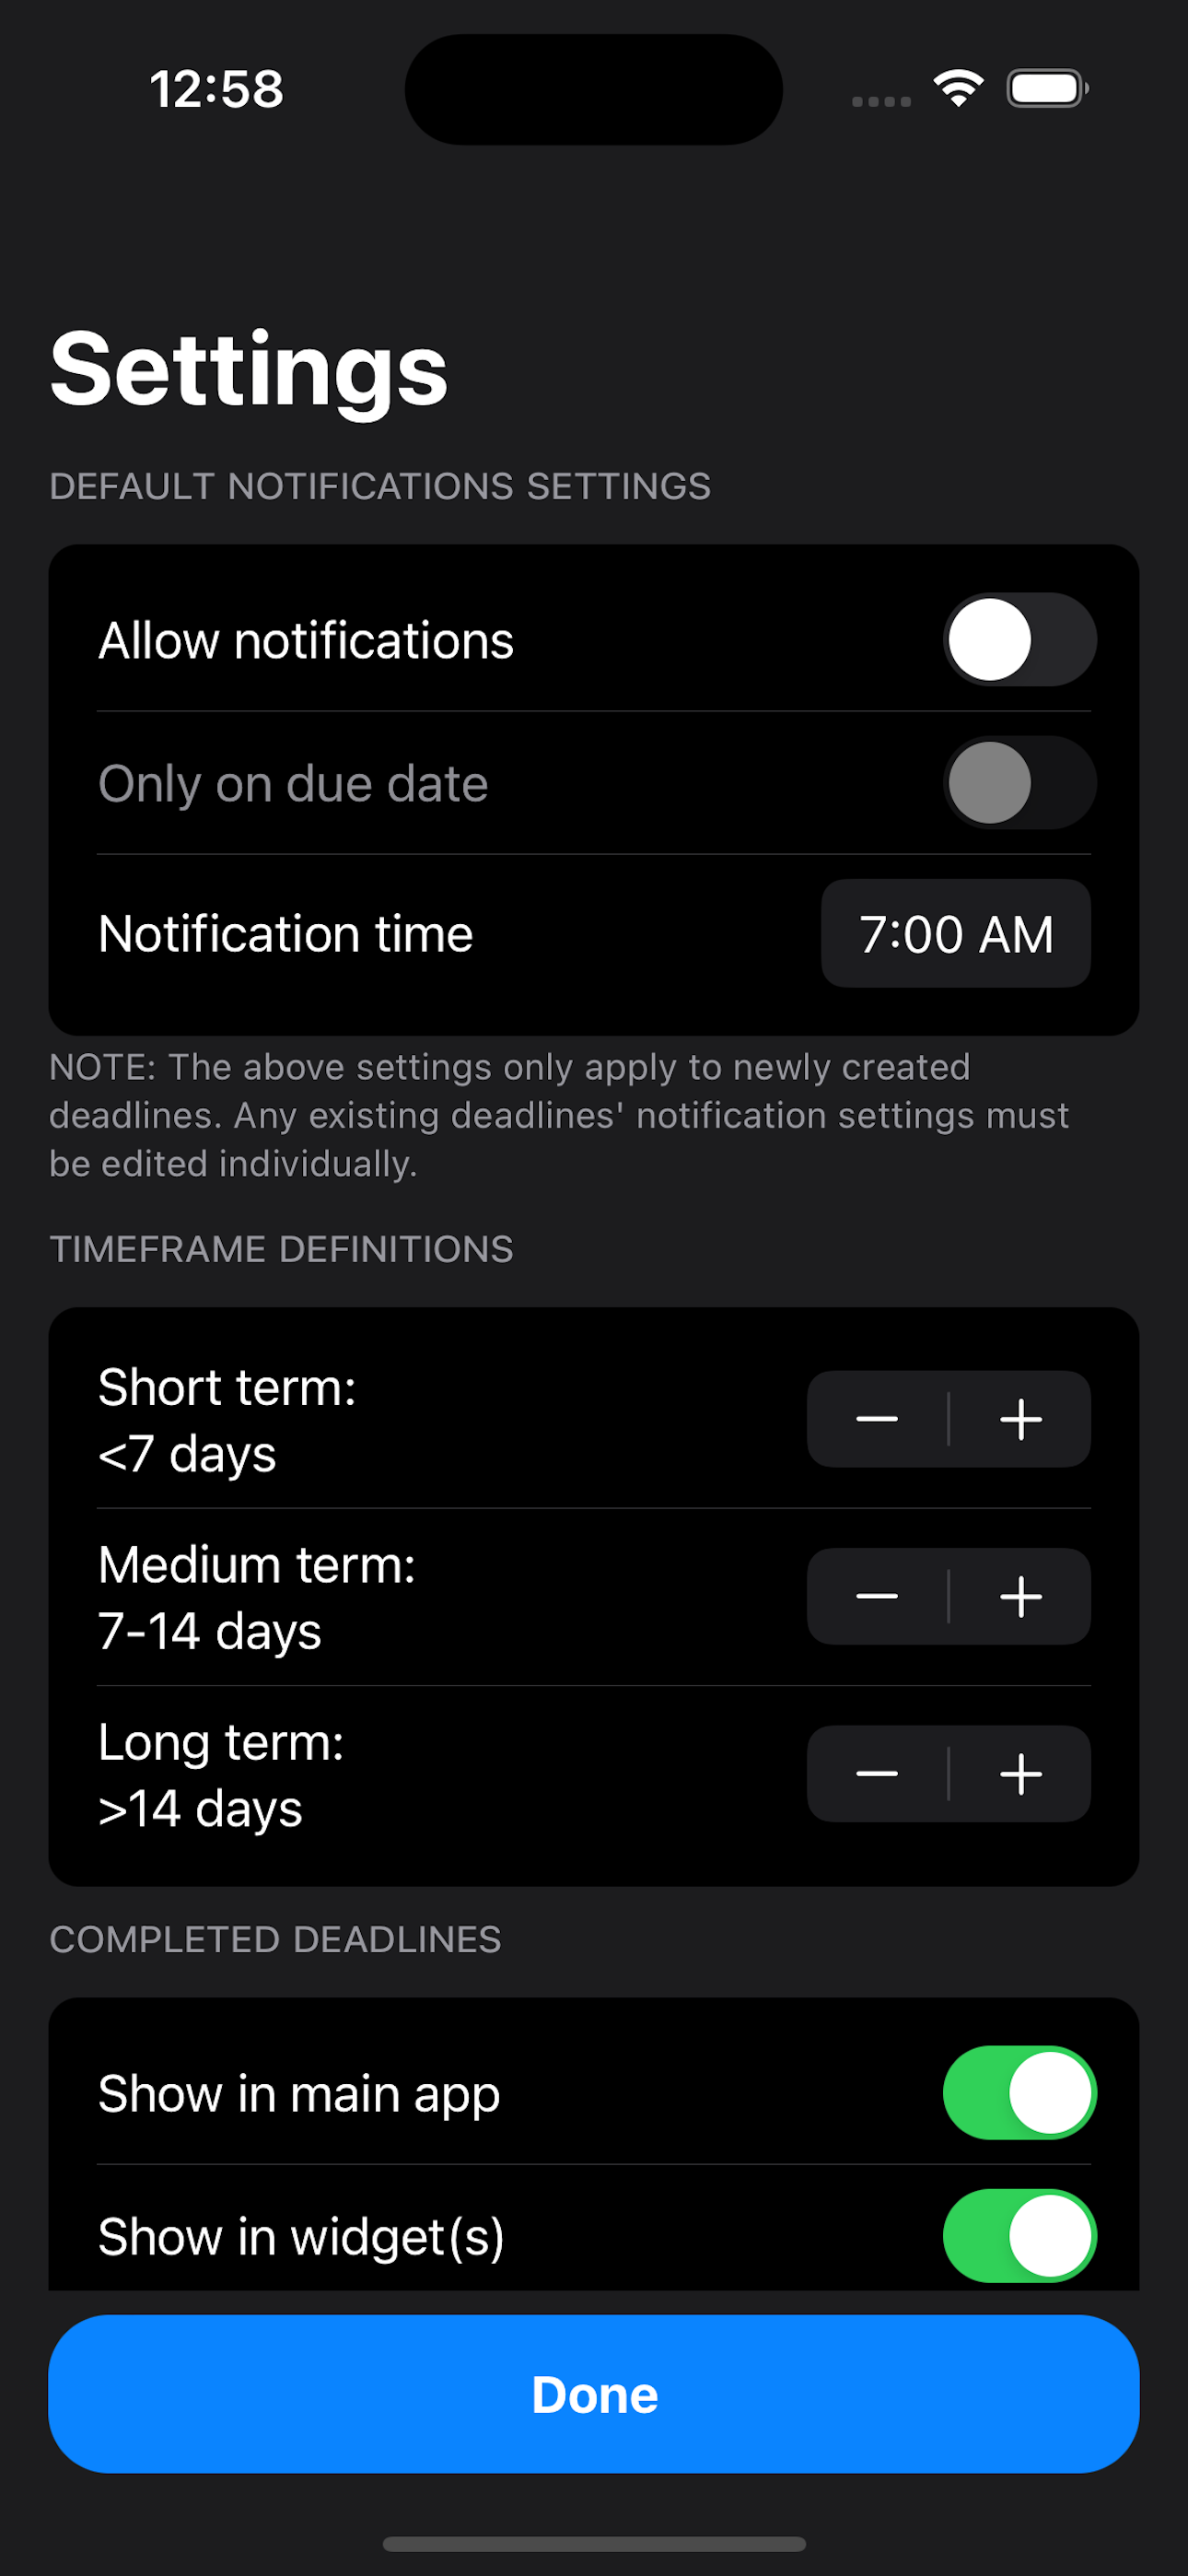 12:58
Settings
DEFAULT NOTIFICATIONS SETTINGS
Allow notifications
Only on due date
Notification time
7:00 AM
NOTE: The above settings only apply to newly created
deadlines. Any existing deadlines' notification settings must
be edited individually.
TIMEFRAME DEFINITIONS
Short term:
<7 days
Medium term:
7-14 days
Long term:
>14 days
COMPLETED DEADLINES
Show in main app
Show in widget(s)
Done